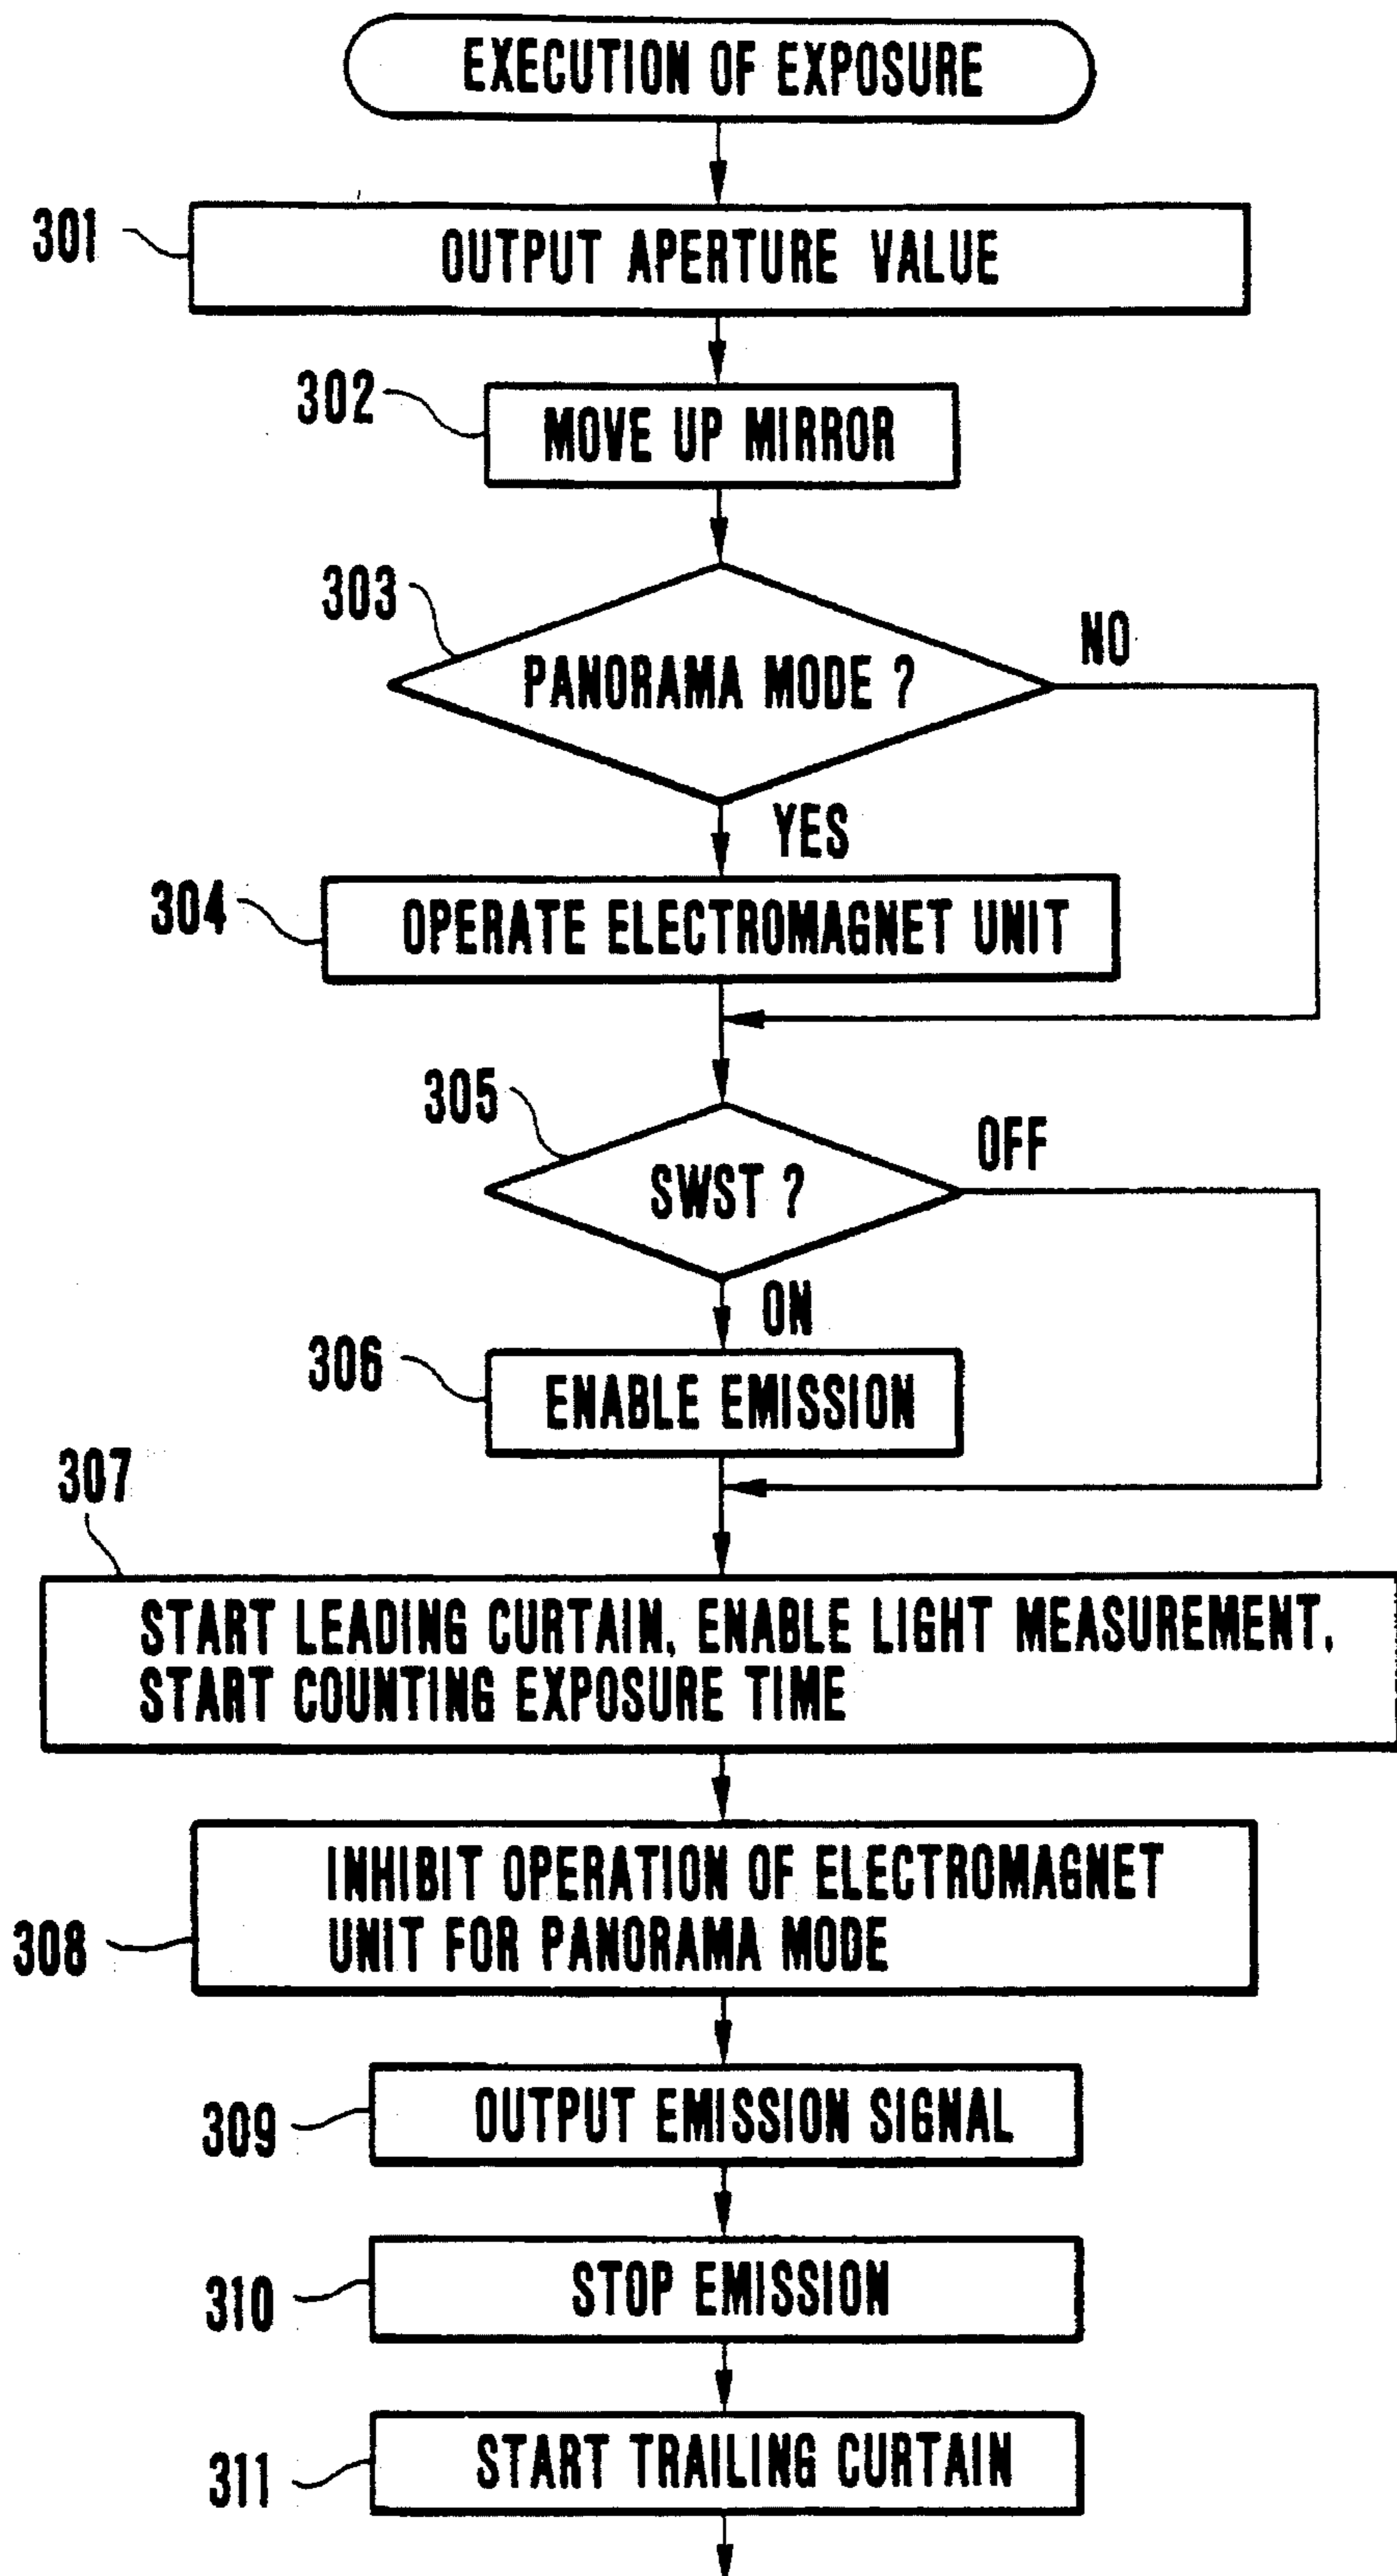 EXECUTION OF EXPOSURE
301
OUTPUT APERTURE VALUE
302
MOVE UP MIRROR
303
PANORAMA MODE ?
NO
YES
304
OPERATE ELECTROMAGNET UNIT
305
SWST ?
OFF
ON
306
ENABLE EMISSION
307
START LEADING CURTAIN, ENABLE LIGHT MEASUREMENT,
START COUNTING EXPOSURE TIME
308
INHIBIT OPERATION OF ELECTROMAGNET
UNIT FOR PANORAMA MODE
309
OUTPUT EMISSION SIGNAL
310
STOP EMISSION
311
START TRAILING CURTAIN